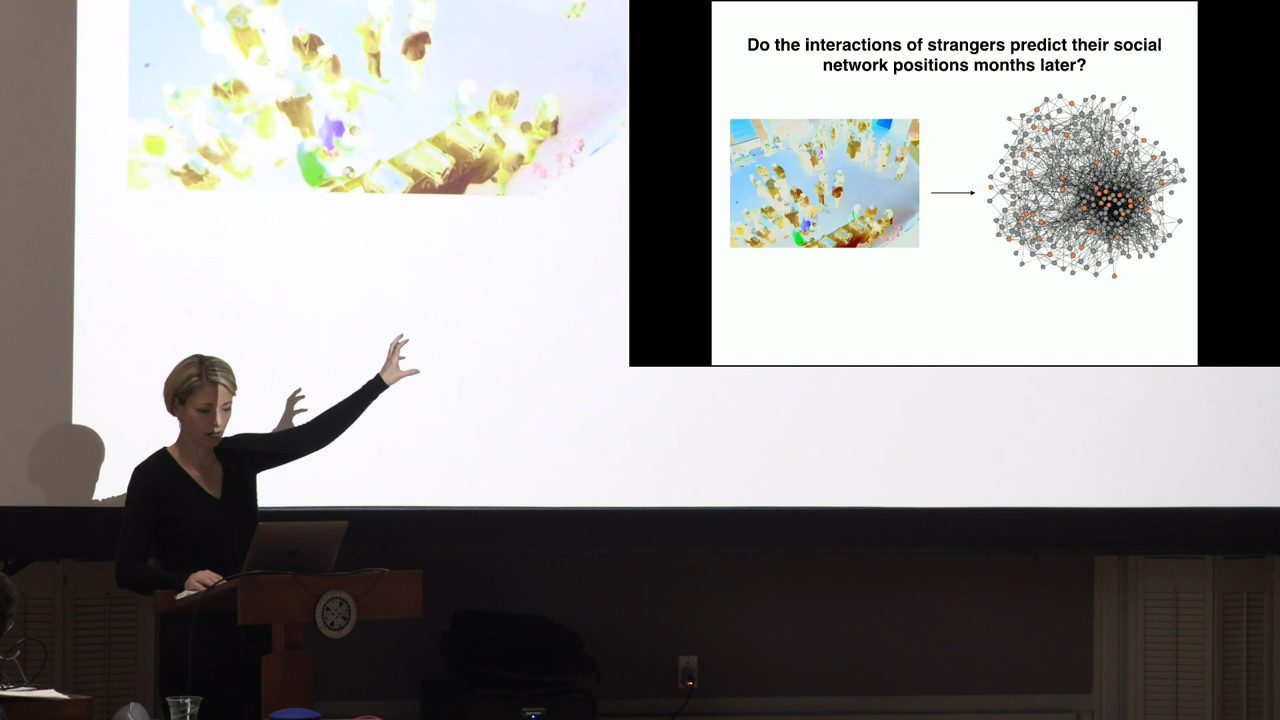 Do the interactions of strangers predict their social
network positions months later?